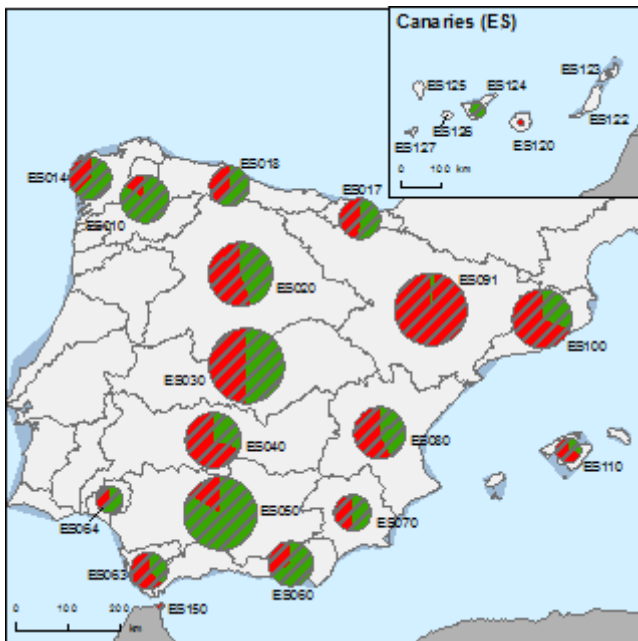 Canaries (ES)
ES123
ES125
ES124
ES126
ES122
ES127
ES120
0 100 km
ES014
ES018
ES017
ES010
ES020
ES091
ES100
ES030
ES040
ES080
ES110
ES050
ES064
ES070
ES063
ES060
ES150
0 100 200 km